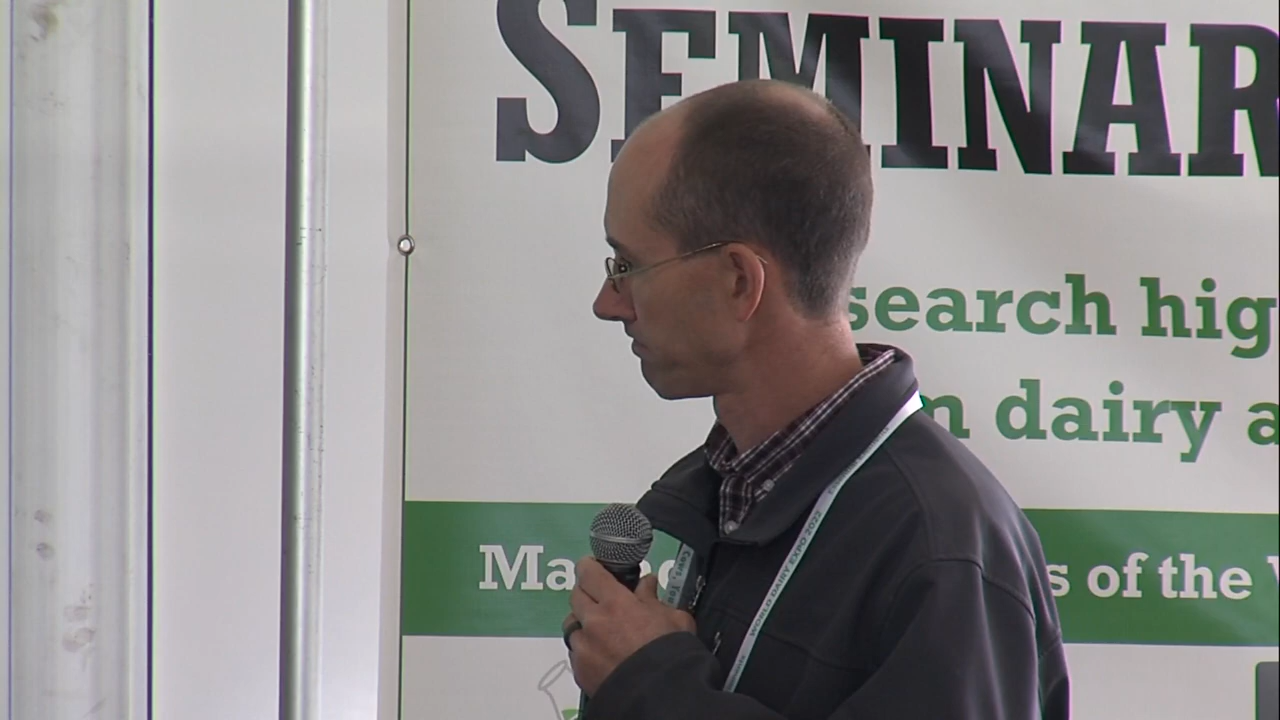 SEMINAR
search hig
m dairy a
Ma
s of the
WORLD DAIRY EXPO 2022